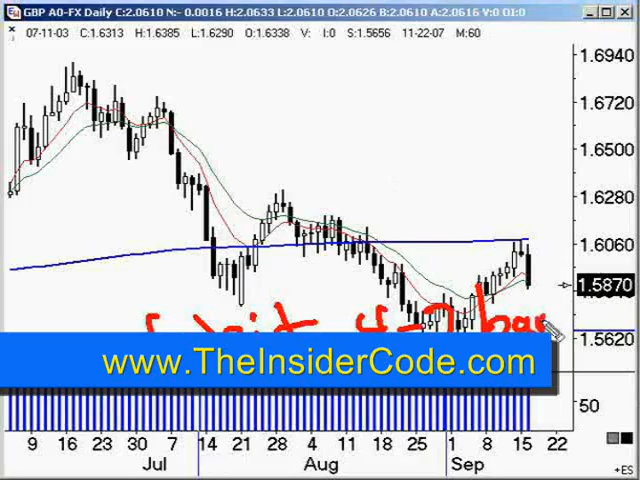 GBP A0-FX Daily C:2.0610 N:- 0.0016 H:2.0633 L:2.0610 O:2.0626 B:2.0610 A:2.0616 V:0 OI:0
07-11-03 C:1.6313 H:1.6385 L:1.6290 O:1.6338 V: I:0 S:1.5656 11-22-07 M:60
1.6940
1.6720
1.6500
1.6280
1.6060
1.5870
4-7 bar
1.5620
www.TheInsiderCode.com
50
9 16 23 30 7 14 21 28 4 11 18 25 1 8 15 22
Jul Aug Sep
+ES